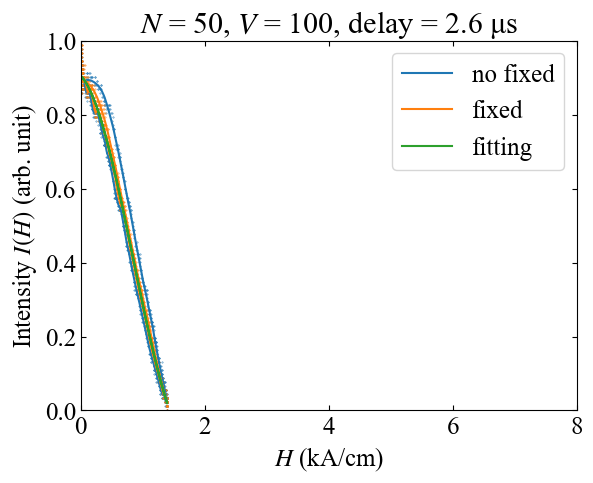 N = 50, V = 100, delay = 2.6 μs
no fixed
fixed
fitting
Intensity I(H) (arb. unit)
1.0
0.8
0.6
0.4
0.2
0.0
0 2 4 6 8
H (kA/cm)